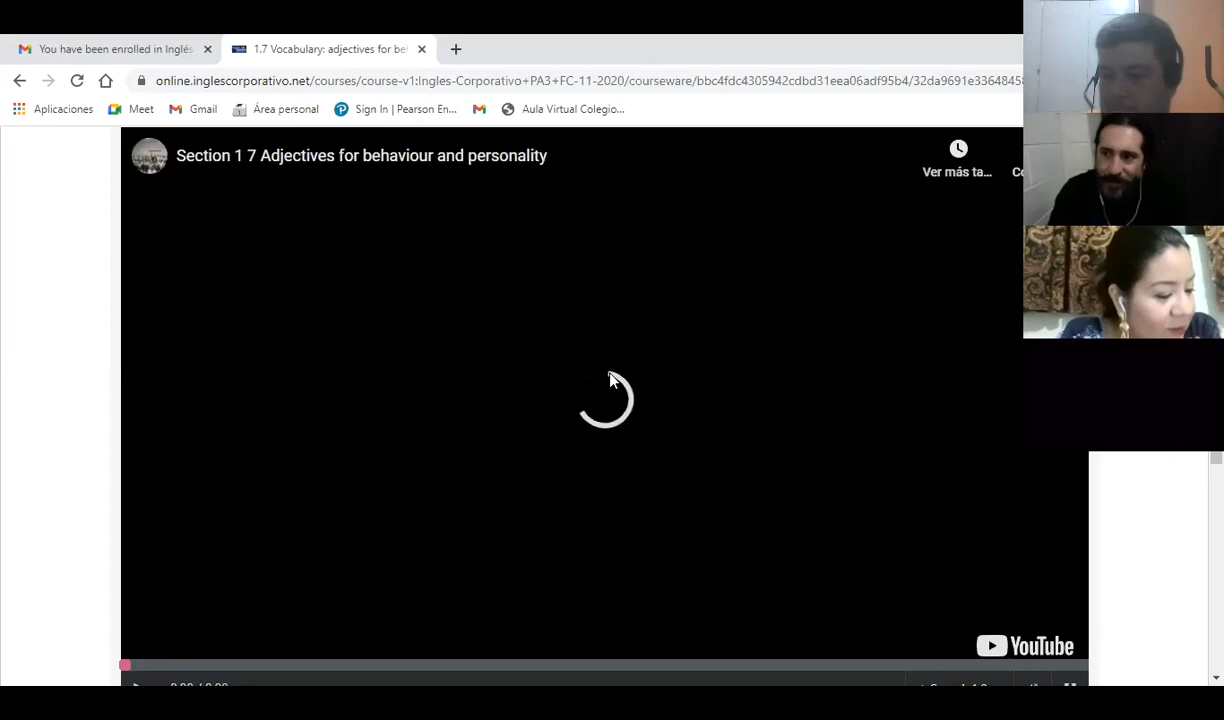 You have been enrolled in Inglés
1.7 Vocabulary: adjectives for be
online.inglescorporativo.net/courses/course-v1:Ingles-Corporativo+PA3+FC-11-2020/courseware/bbc4fdc4305942cdbd31eea06adf95b4/32da9691e3364845
Aplicaciones Meet Gmail Área personal Sign In | Pearson En... Aula Virtual Colegio...
Section 1 7 Adjectives for behaviour and personality
Ver más ta...
YouTube